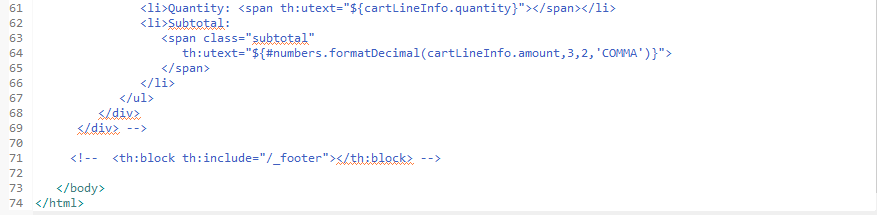 61 <li>Quantity: <span th:utext="${cartLineInfo.quantity}"></span></li>
62 <li>Subtotal:
63 <span class="subtotal"
64 th:utext="${#numbers.formatDecimal(cartLineInfo.amount,3,2,'COMMA')}">
65 </span>
66 </li>
67 </ul>
68 </div>
69 </div> -->
70
71 <!--  <th:block th:include="/_footer"></th:block> -->
72
73 </body>
74 </html>